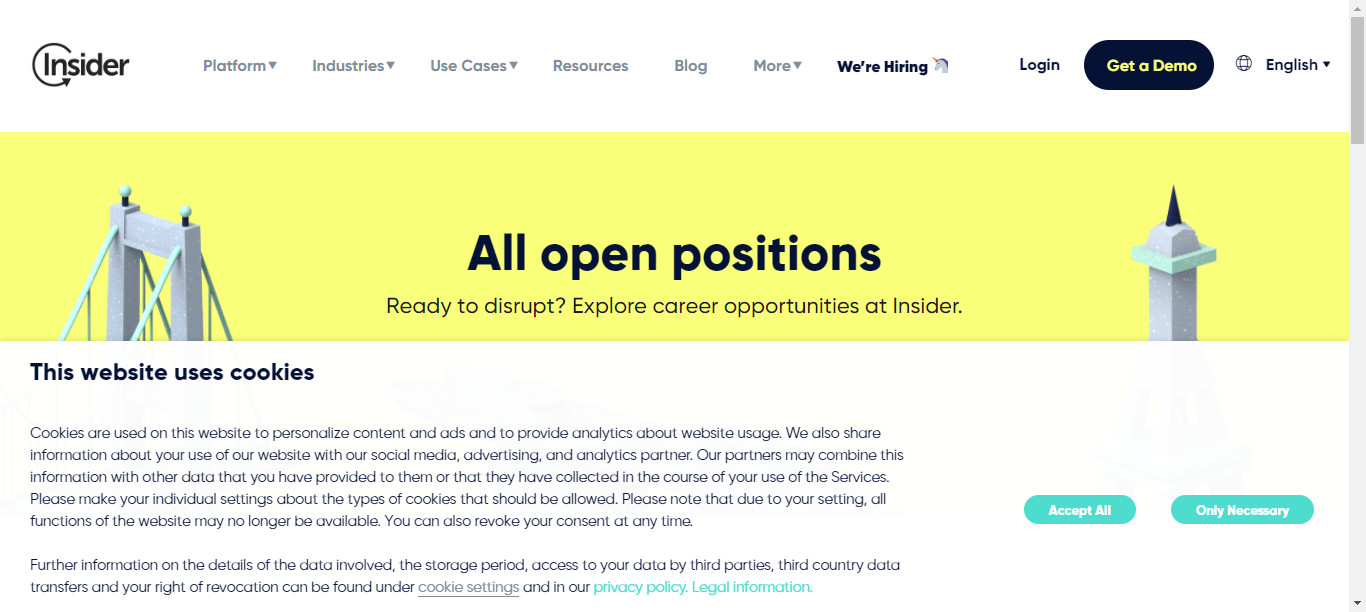 Insider
Platform▼ Industries▼ Use Cases▼ Resources Blog More▼ We're Hiring 🦄 Login Get a Demo English ▾
All open positions
Ready to disrupt? Explore career opportunities at Insider.
This website uses cookies
Cookies are used on this website to personalize content and ads and to provide analytics about website usage. We also share
information about your use of our website with our social media, advertising, and analytics partner. Our partners may combine this
information with other data that you have provided to them or that they have collected in the course of your use of the Services.
Please make your individual settings about the types of cookies that should be allowed. Please note that due to your setting, all
functions of the website may no longer be available. You can also revoke your consent at any time.
Further information on the details of the data involved, the storage period, access to your data by third parties, third country data
transfers and your right of revocation can be found under cookie settings and in our privacy policy. Legal information.
Accept All
Only Necessary